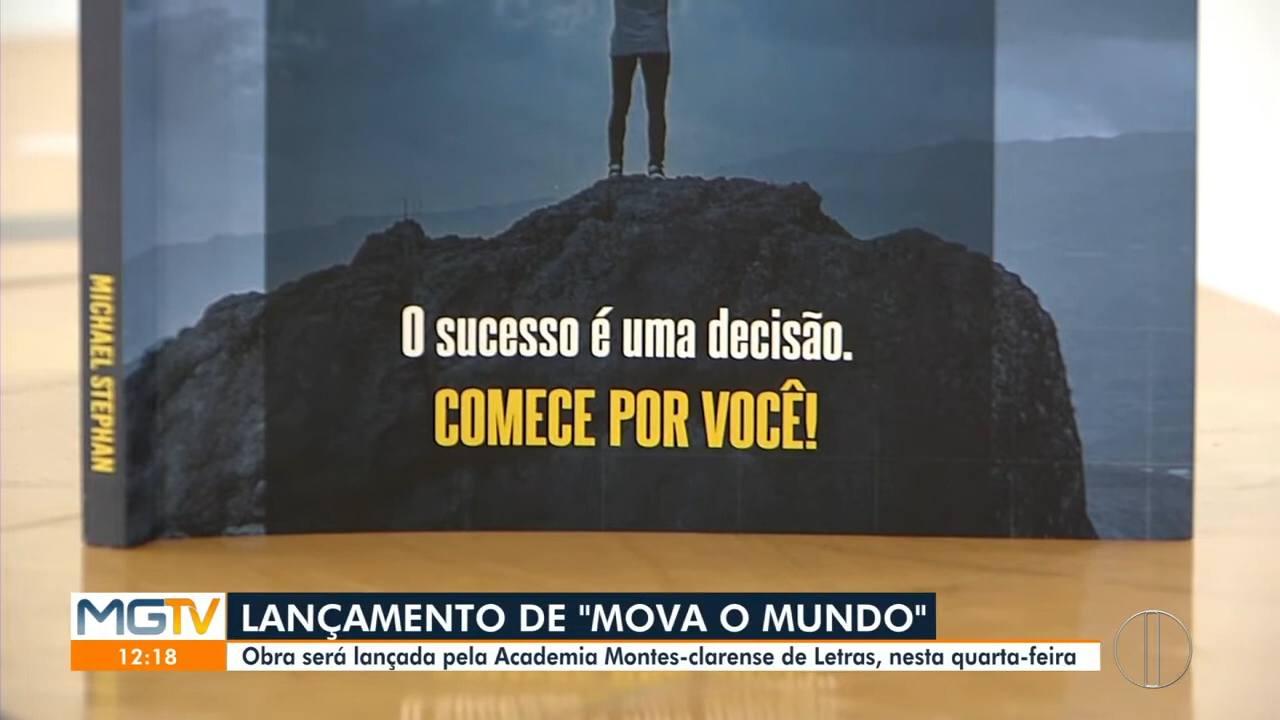 MICHAEL STEPHAN
O sucesso é uma decisão.
COMECE POR VOCÊ!
MGTV
LANÇAMENTO DE "MOVA O MUNDO"
12:18
Obra será lançada pela Academia Montes-clarense de Letras, nesta quarta-feira